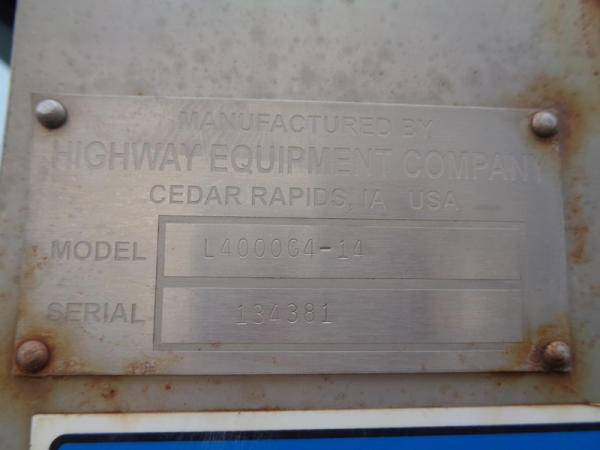 MANUFACTURED BY
HIGHWAY EQUIPMENT COMPANY
CEDAR RAPIDS, IA USA
MODEL L4000G4-14
SERIAL 134381